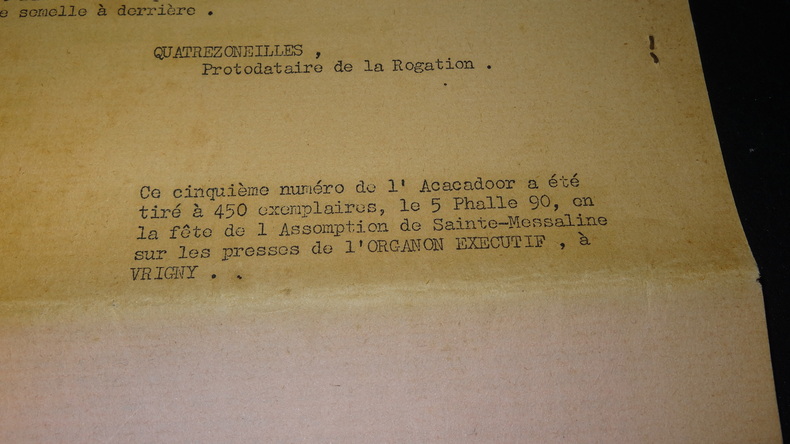 e semelle à derrière .
QUATREZONEILLES ,
Protodataire de la Rogation .
Ce cinquième numéro de l' Acacadoor a été
tiré à 450 exemplaires, le 5 Phalle 90, en
la fête de l Assomption de Sainte-Messaline
sur les presses de l'ORGANON EXECUTIF , à
VRIGNY . .